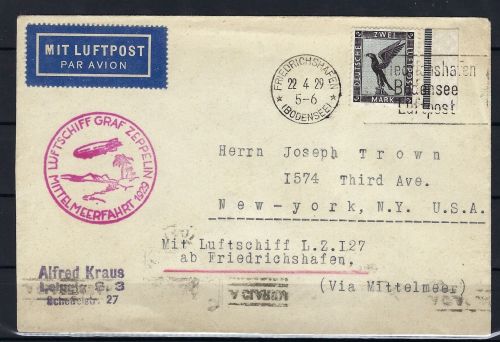 MIT LUFTPOST
PAR AVION
FRIEDRICHSHAFEN
22 4 29
5-6
(BODENSEE)
DEUTSCHE ZWEI LUFTPOST
MARK
Bodensee
Luftpost
LUFTSCHIFF GRAF ZEPPELIN
MITTELMEERFAHRT 1929
Herrn Joseph Trown
1574 Third Ave.
New-york, N.Y. U.S.A.
Mit Luftschiff L.Z.127
ab Friedrichshafen.
(Via Mittelmeer)
Alfred Kraus
Leipzig C. 3
27